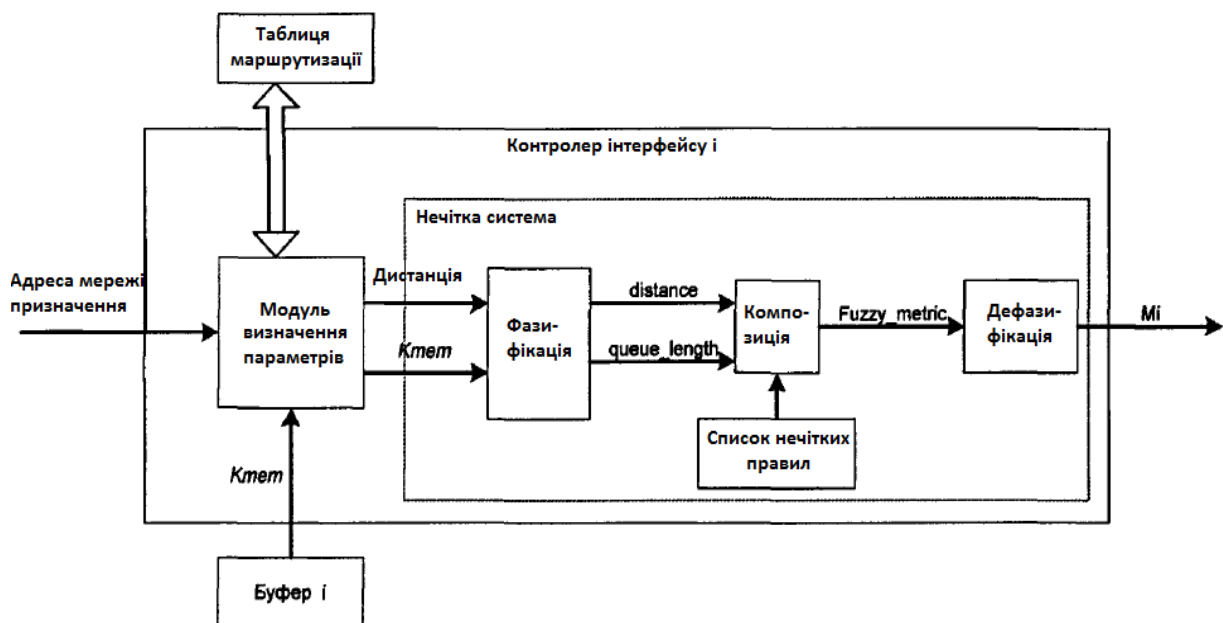 Таблиця
маршрутизації
Контролер інтерфейсу і
Нечітка система
Адреса мережі
призначення
Модуль
визначення
параметрів
Дистанція
Kmem
Фази-
фікація
distance
queue_length
Компо-
зиція
Fuzzy_metric
Дефазі-
фікація
Mi
Список нечітких
правил
Kmem
Буфер i